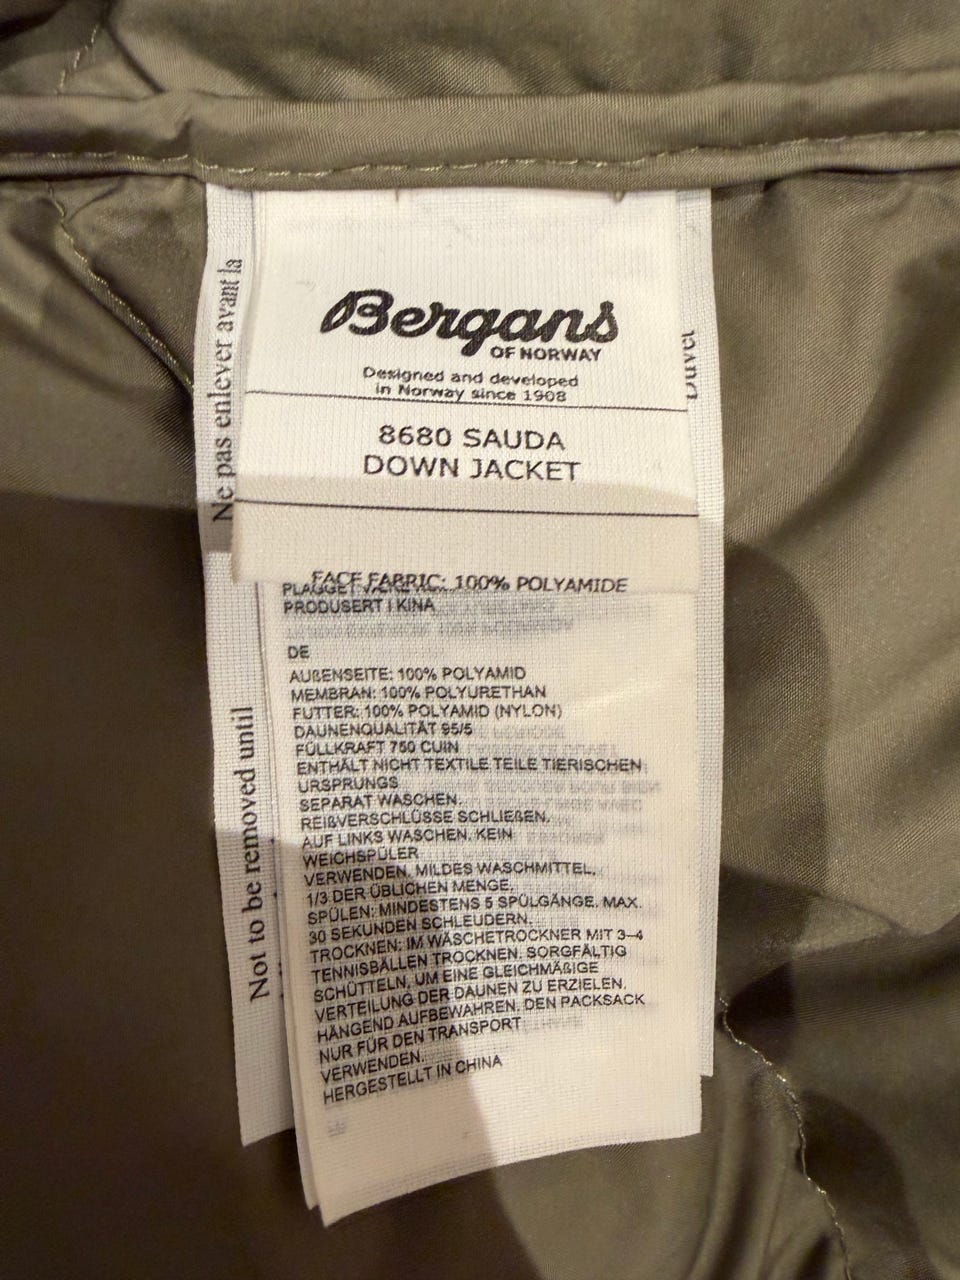 Bergans
OF NORWAY
Designed and developed
in Norway since 1908
8680 SAUDA
DOWN JACKET
FACE FABRIC: 100% POLYAMIDE
PLAGGET
PRODUSERT I KINA
DE
AUßENSEITE: 100% POLYAMID
MEMBRAN: 100% POLYURETHAN
FUTTER: 100% POLYAMID (NYLON)
DAUNENQUALITÄT 95/5
FÜLLKRAFT 750 CUIN
ENTHÄLT NICHT TEXTILE TEILE TIERISCHEN
URSPRUNGS
SEPARAT WASCHEN.
REIßVERSCHLÜSSE SCHLIEßEN.
AUF LINKS WASCHEN. KEIN
WEICHSPÜLER
VERWENDEN. MILDES WASCHMITTEL.
1/3 DER ÜBLICHEN MENGE.
SPÜLEN: MINDESTENS 5 SPÜLGÄNGE. MAX.
30 SEKUNDEN SCHLEUDERN.
TROCKNEN: IM WÄSCHETROCKNER MIT 3–4
TENNISBÄLLEN TROCKNEN. SORGFÄLTIG
SCHÜTTELN, UM EINE GLEICHMÄßIGE
VERTEILUNG DER DAUNEN ZU ERZIELEN.
HÄNGEND AUFBEWAHREN. DEN PACKSACK
NUR FÜR DEN TRANSPORT
VERWENDEN.
HERGESTELLT IN CHINA
Ne pas enlever avant la
Not to be removed until
Duvet